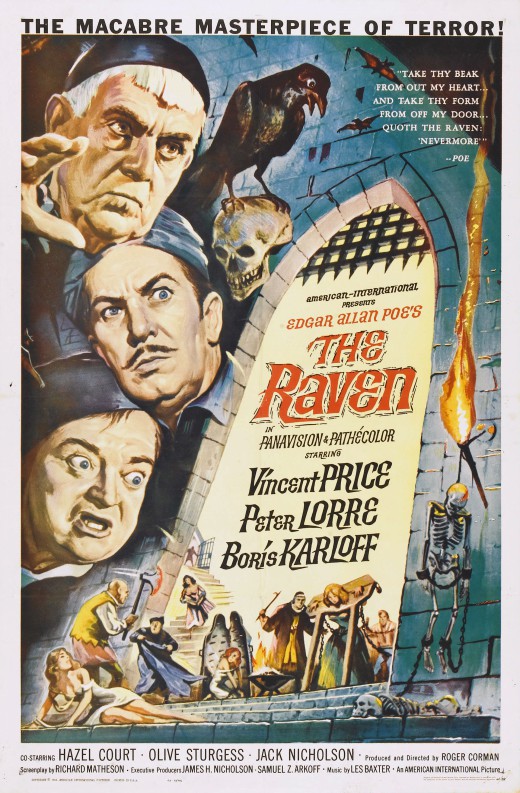 THE MACABRE MASTERPIECE OF TERROR!
"TAKE THY BEAK
FROM OUT MY HEART...
AND TAKE THY FORM
FROM OFF MY DOOR...
QUOTH THE RAVEN:
'NEVERMORE'"
--POE
AMERICAN-INTERNATIONAL
PRESENTS
EDGAR ALLAN POE'S
THE
RAVEN
IN
PANAVISION & PATHÉCOLOR
STARRING
Vincent PRICE
PETER LORRE
BORIS KARLOFF
CO-STARRING HAZEL COURT · OLIVE STURGESS · JACK NICHOLSON · Produced and Directed by ROGER CORMAN
Screenplay by RICHARD MATHESON · Executive Producers JAMES H. NICHOLSON · SAMUEL Z. ARKOFF · Music by LES BAXTER · An AMERICAN INTERNATIONAL Picture